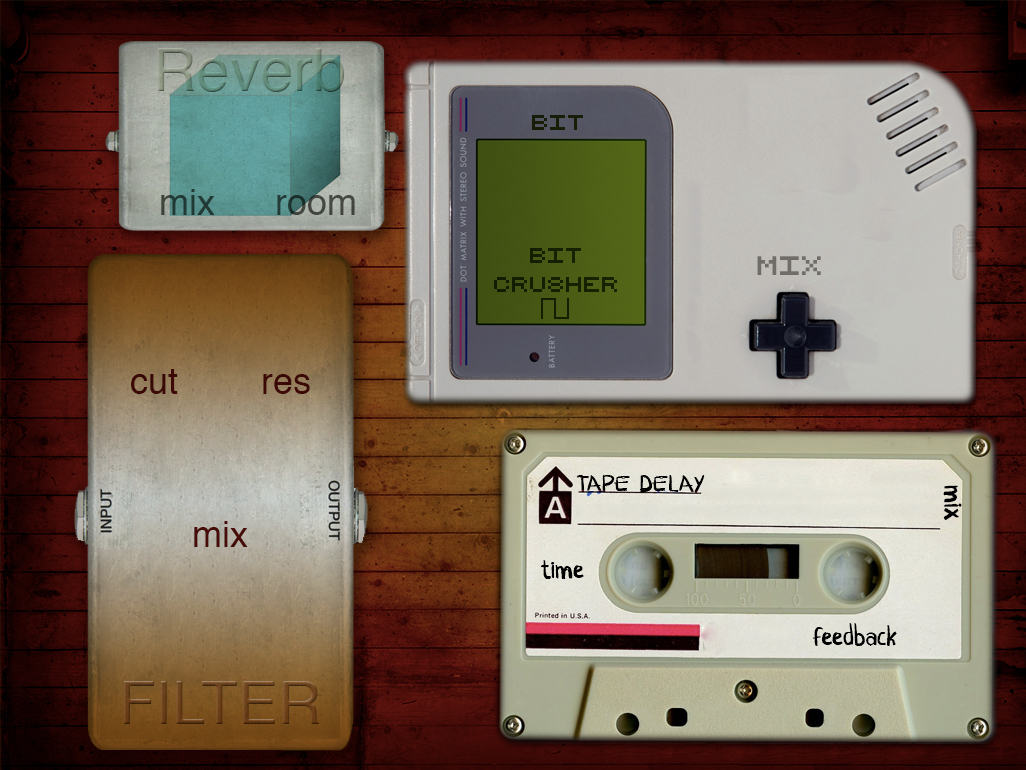 Reverb
mix room
BIT
DOT MATRIX WITH STEREO SOUND
BIT
CRUSHER
BATTERY
MIX
cut res
INPUT
OUTPUT
mix
FILTER
A TAPE DELAY
mix
time
100 50 0
Printed in U.S.A.
feedback